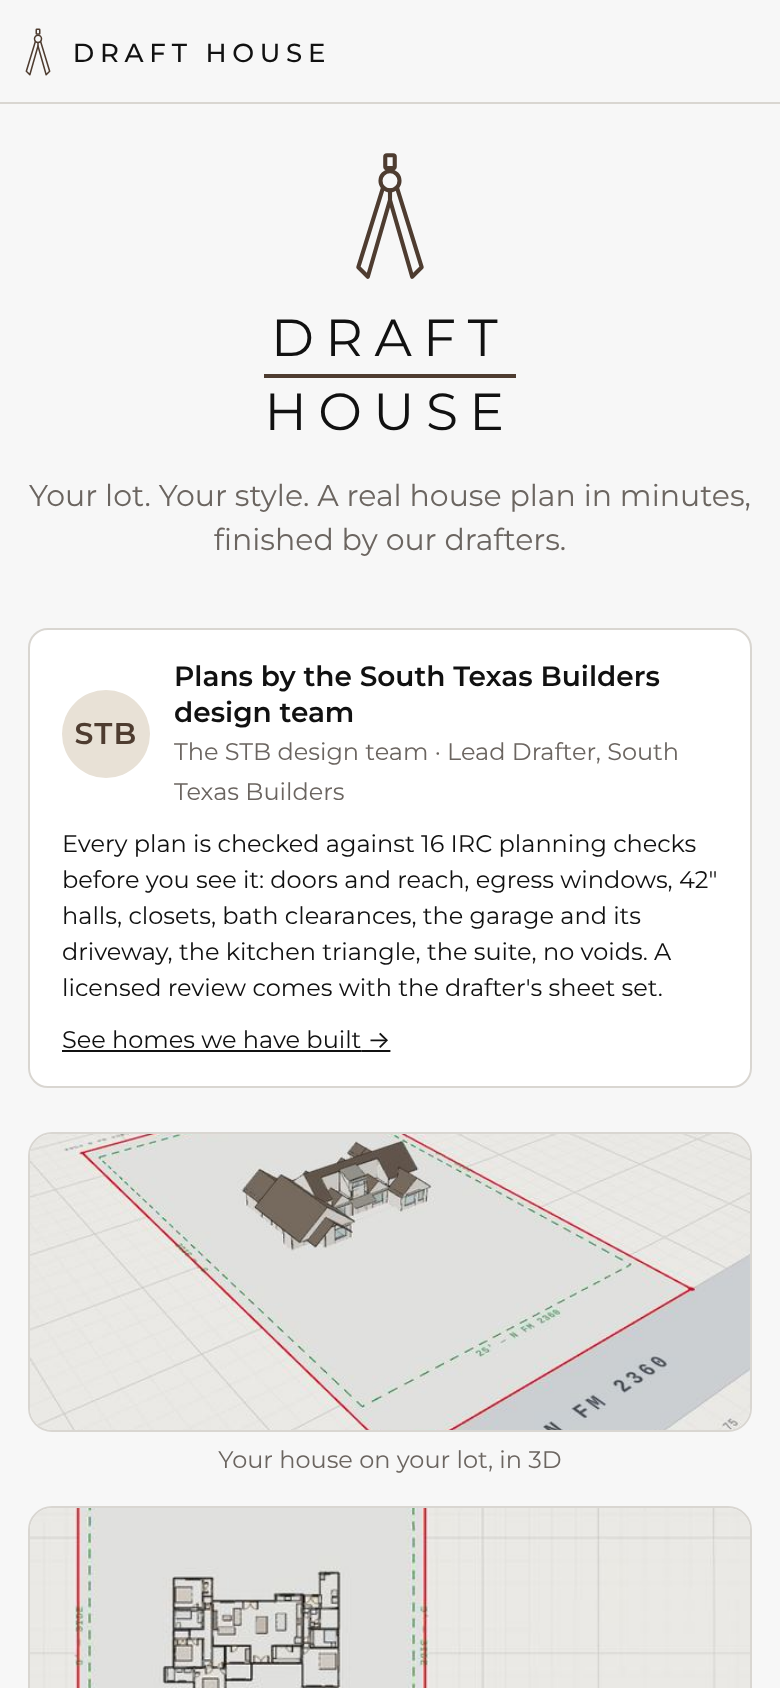 DRAFT HOUSE
DRAFT
HOUSE
Your lot. Your style. A real house plan in minutes,
finished by our drafters.
STB
Plans by the South Texas Builders
design team
The STB design team · Lead Drafter, South
Texas Builders
Every plan is checked against 16 IRC planning checks
before you see it: doors and reach, egress windows, 42"
halls, closets, bath clearances, the garage and its
driveway, the kitchen triangle, the suite, no voids. A
licensed review comes with the drafter's sheet set.
See homes we have built →
25' — N FM 2360
N FM 2360
75
Your house on your lot, in 3D